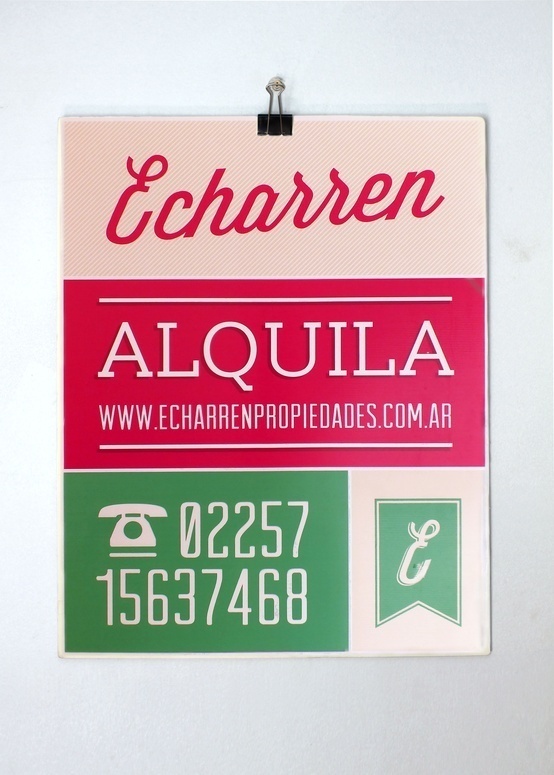 Echarren
ALQUILA
WWW.ECHARRENPROPIEDADES.COM.AR
02257
15637468
E